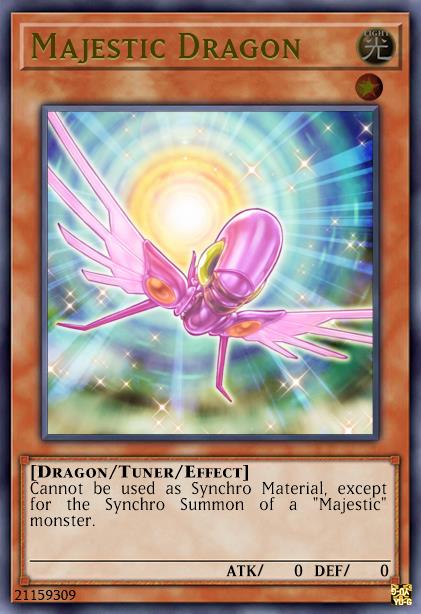 MAJESTIC DRAGON
LIGHT
光
[DRAGON/TUNER/EFFECT]
Cannot be used as Synchro Material, except
for the Synchro Summon of a "Majestic"
monster.
ATK/ 0 DEF/ 0
21159309